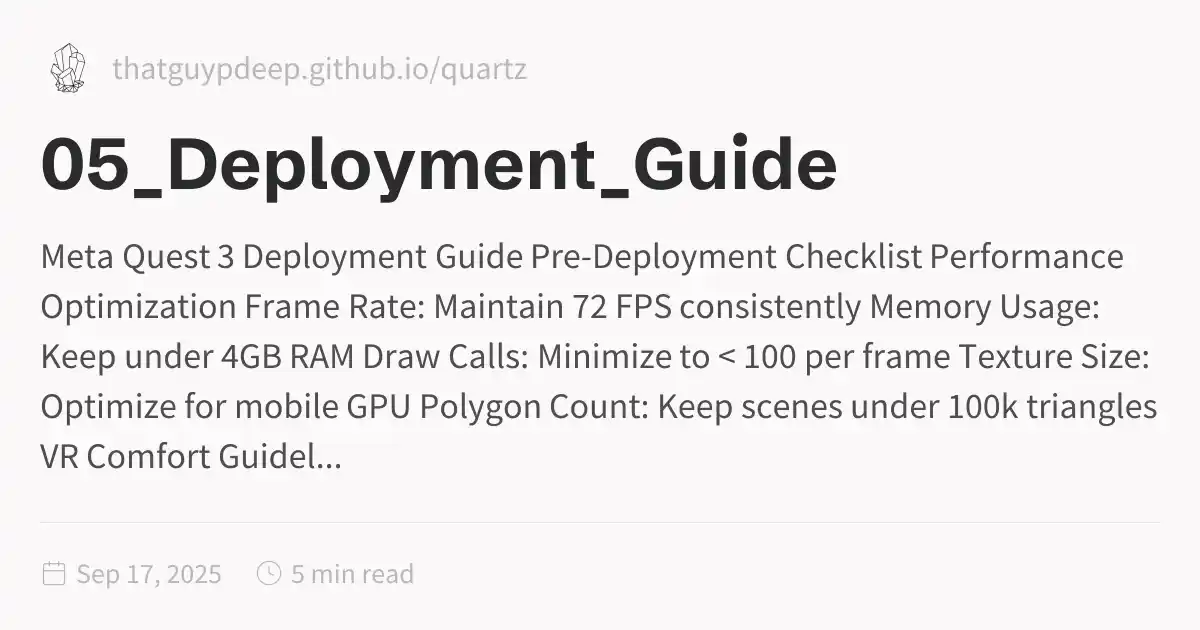 thatguypdeep.github.io/quartz
05_Deployment_Guide
Meta Quest 3 Deployment Guide Pre-Deployment Checklist Performance
Optimization Frame Rate: Maintain 72 FPS consistently Memory Usage:
Keep under 4GB RAM Draw Calls: Minimize to < 100 per frame Texture Size:
Optimize for mobile GPU Polygon Count: Keep scenes under 100k triangles
VR Comfort Guidel...
Sep 17, 2025 5 min read